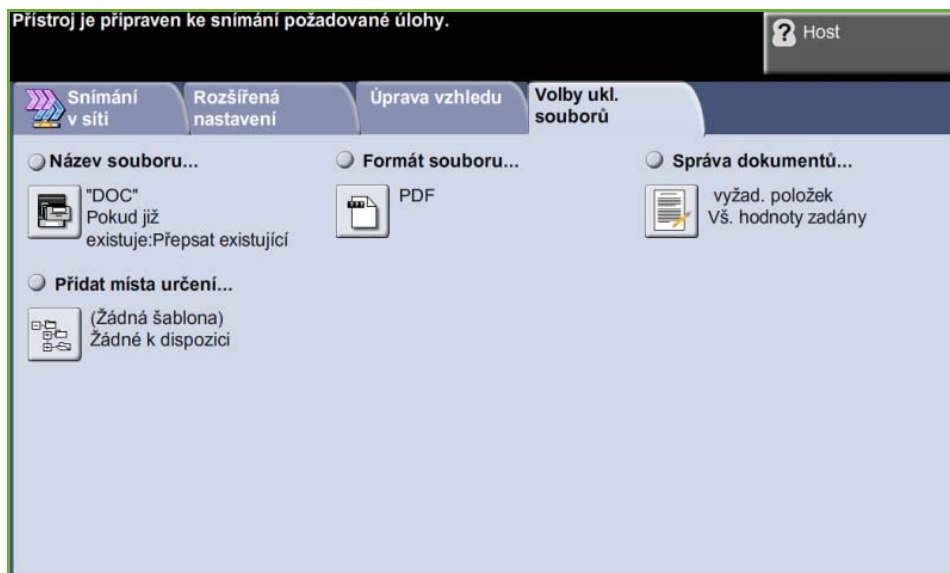 Přístroj je připraven ke snímání požadované úlohy.
? Host
Snímání
v síti
Rozšířená
nastavení
Úprava vzhledu
Volby ukl.
souborů
Název souboru...
"DOC"
Pokud již
existuje:Přepsat existující
Formát souboru...
PDF
Správa dokumentů...
vyžad. položek
Vš. hodnoty zadány
Přidat místa určení...
(Žádná šablona)
Žádné k dispozici